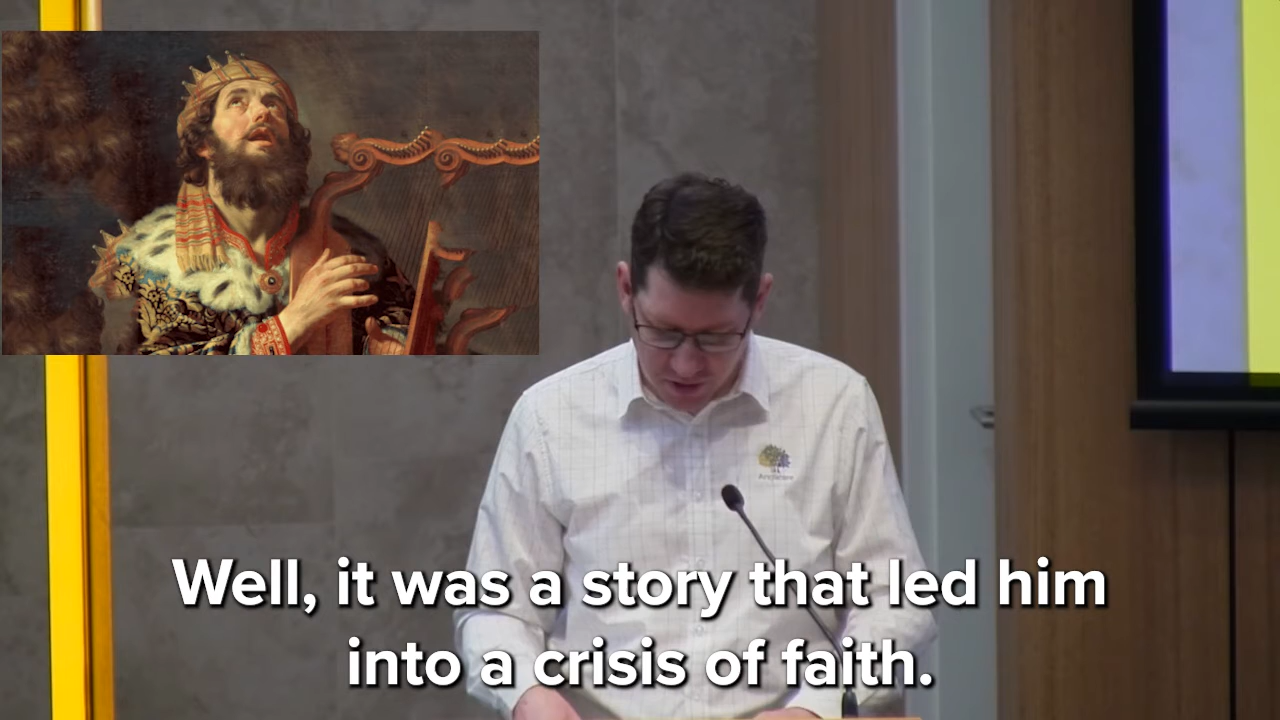 Well, it was a story that led him
into a crisis of faith.